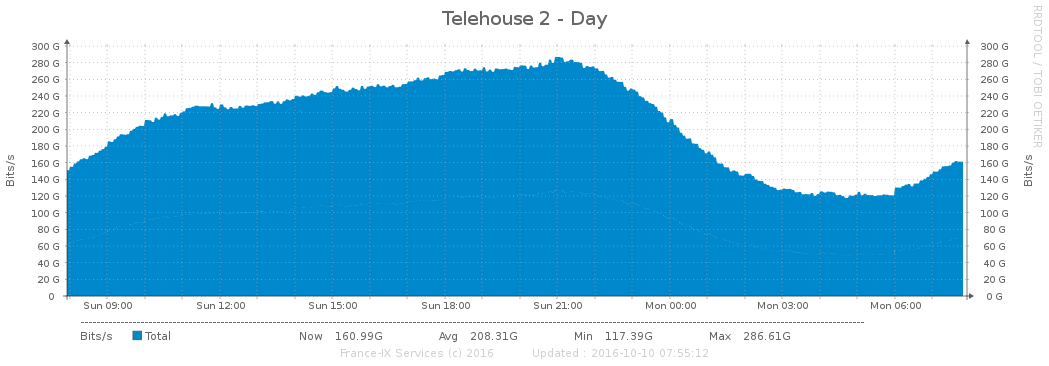 Telehouse 2 - Day
RRDTOOL / TOBI OETIKER
Bits/s
300 G 300 G
280 G 280 G
260 G 260 G
240 G 240 G
220 G 220 G
200 G 200 G
180 G 180 G
160 G 160 G
140 G 140 G
120 G 120 G
100 G 100 G
80 G 80 G
60 G 60 G
40 G 40 G
20 G 20 G
0 0 G
Bits/s
Sun 09:00 Sun 12:00 Sun 15:00 Sun 18:00 Sun 21:00 Mon 00:00 Mon 03:00 Mon 06:00
Bits/s Total Now 160.99G Avg 208.31G Min 117.39G Max 286.61G
France-IX Services (c) 2016 Updated : 2016-10-10 07:55:12